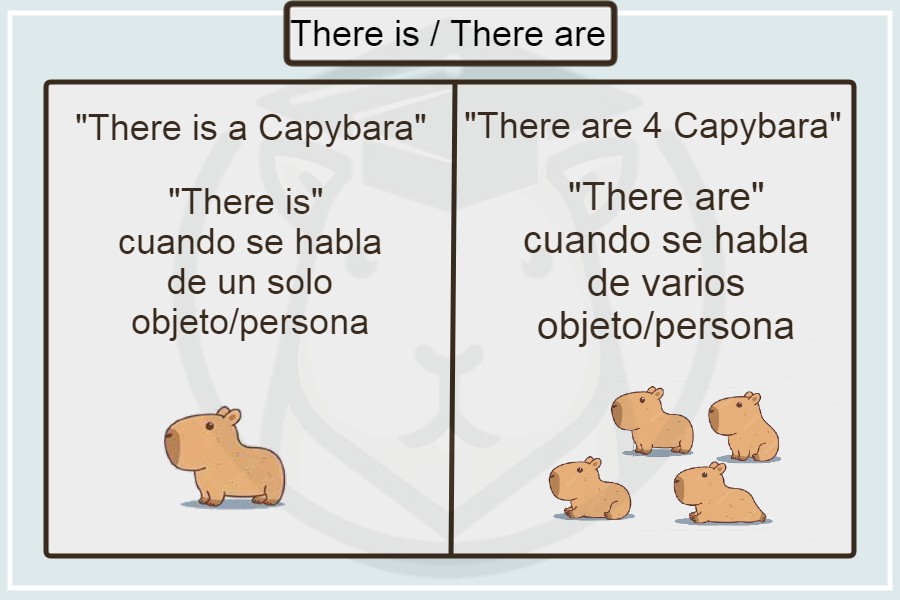 There is / There are
"There is a Capybara"
"There is"
cuando se habla
de un solo
objeto/persona
"There are 4 Capybara"
"There are"
cuando se habla
de varios
objeto/persona